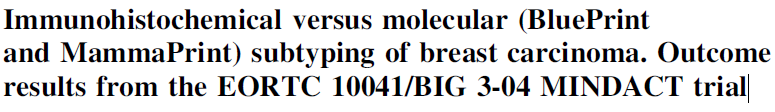 Immunohistochemical versus molecular (BluePrint
and MammaPrint) subtyping of breast carcinoma. Outcome
results from the EORTC 10041/BIG 3-04 MINDACT trial